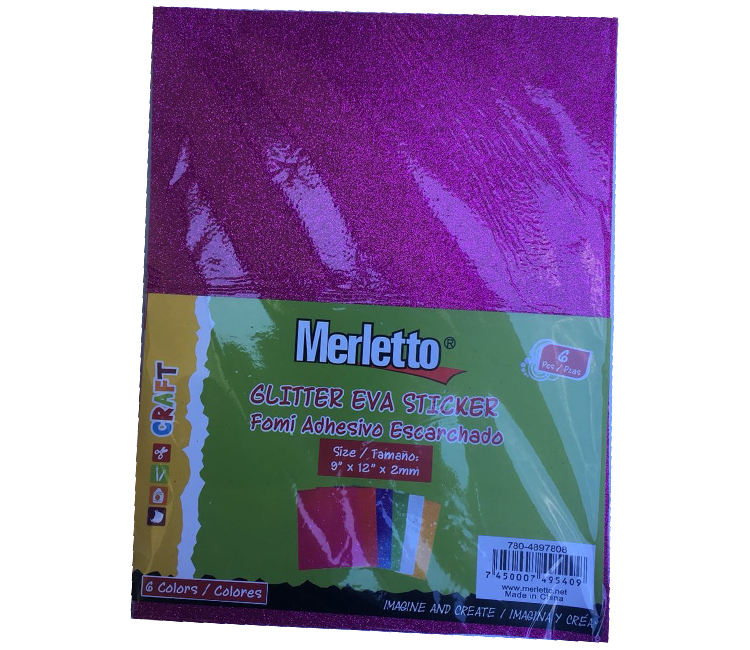 Merletto®
6
Pcs / Pzas
CRAFT
GLITTER EVA STICKER
Fomi Adhesivo Escarchado
Size / Tamaño:
9" x 12" x 2mm
780-4897808
7 450007 495409
www.merletto.net
Made in China
6 Colors / Colores
IMAGINE AND CREATE / IMAGINA Y CREA